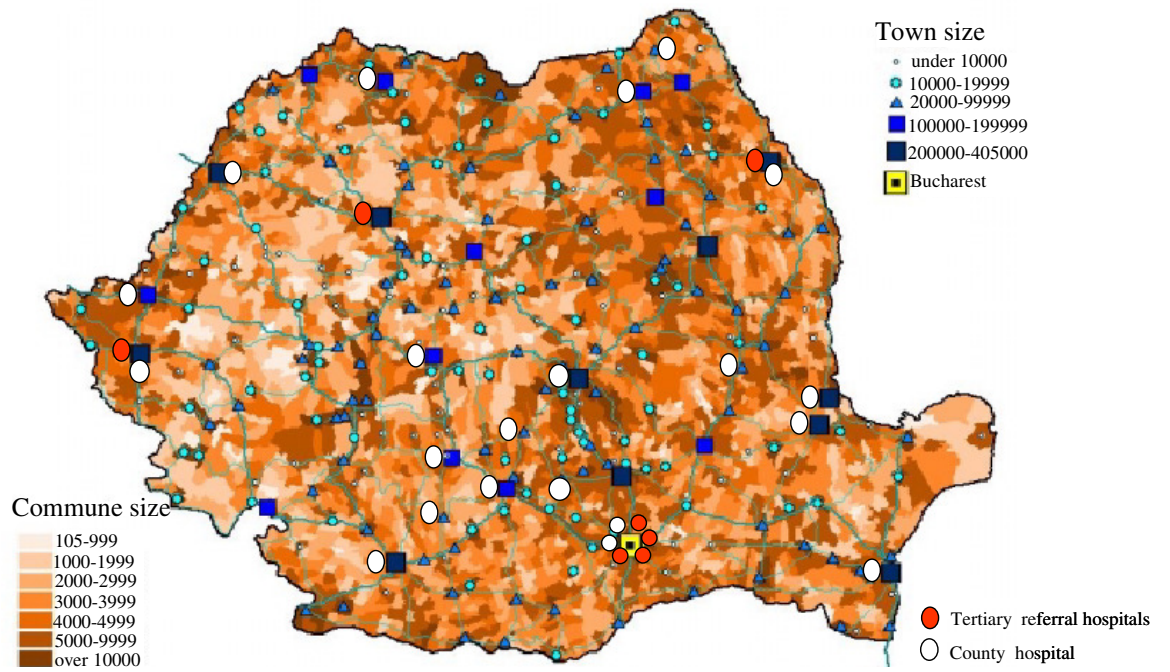 Town size
under 10000
10000-19999
20000-99999
100000-199999
200000-405000
Bucharest
Commune size
105-999
1000-1999
2000-2999
3000-3999
4000-4999
5000-9999
over 10000
Tertiary referral hospitals
County hospital